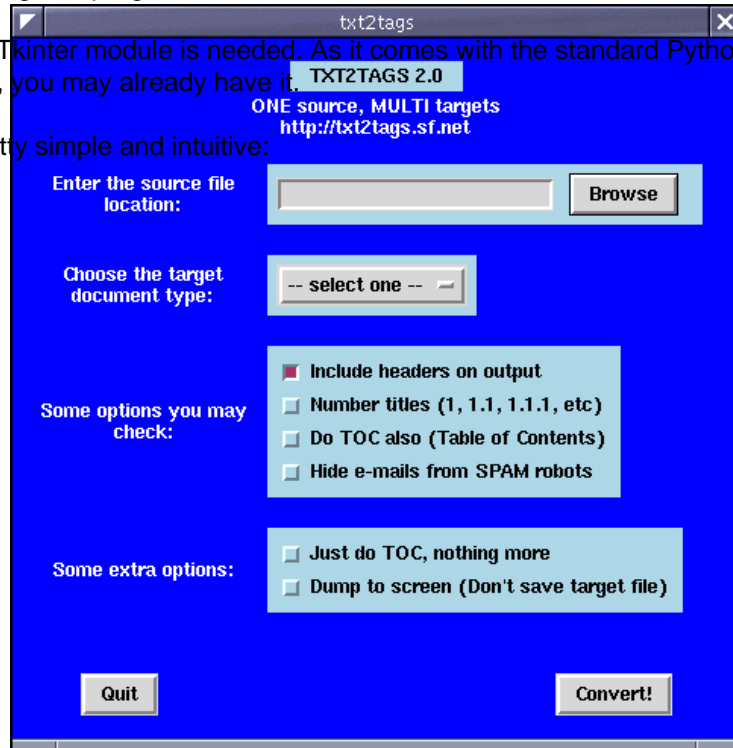 txt2tags
Tkinter module is needed. As it comes with the standard Pytho
, you may already have it.
TXT2TAGS 2.0
ONE source, MULTI targets
http://txt2tags.sf.net
tty simple and intuitive:
Enter the source file
location:
Browse
Choose the target
document type:
-- select one --
Some options you may
check:
Include headers on output
Number titles (1, 1.1, 1.1.1, etc)
Do TOC also (Table of Contents)
Hide e-mails from SPAM robots
Some extra options:
Just do TOC, nothing more
Dump to screen (Don't save target file)
Quit
Convert!